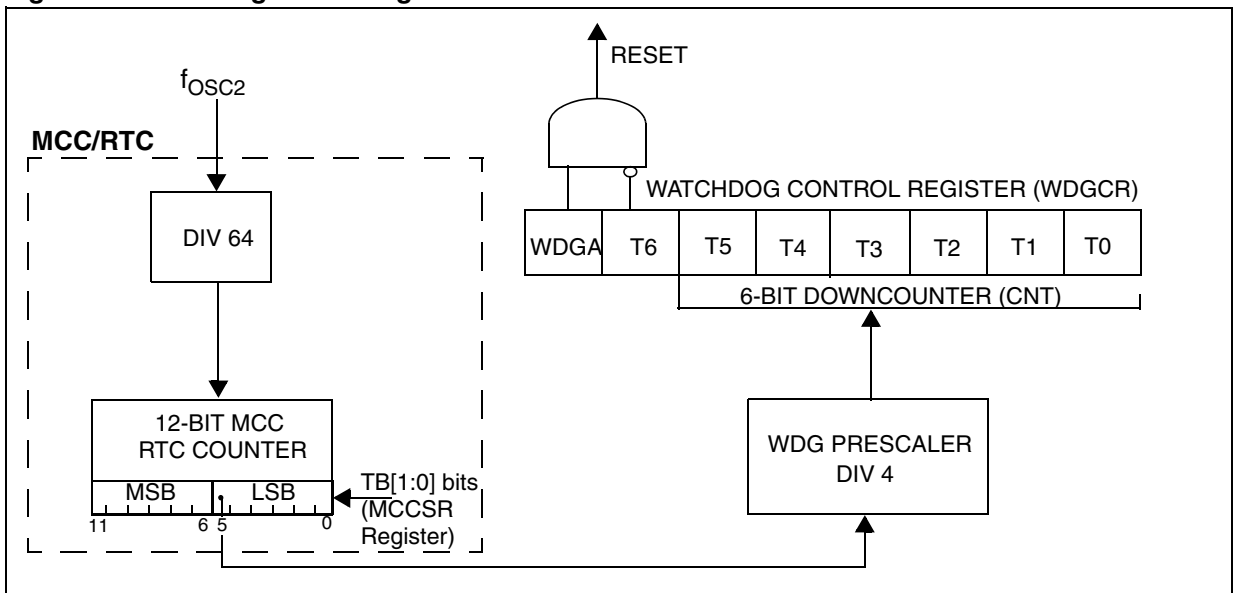 RESET
fOSC2
MCC/RTC
DIV 64
WATCHDOG CONTROL REGISTER (WDGCR)
WDGA T6 T5 T4 T3 T2 T1 T0
6-BIT DOWNCOUNTER (CNT)
12-BIT MCC
RTC COUNTER
MSB LSB
11 6 5 0
TB[1:0] bits
(MCCSR
Register)
WDG PRESCALER
DIV 4